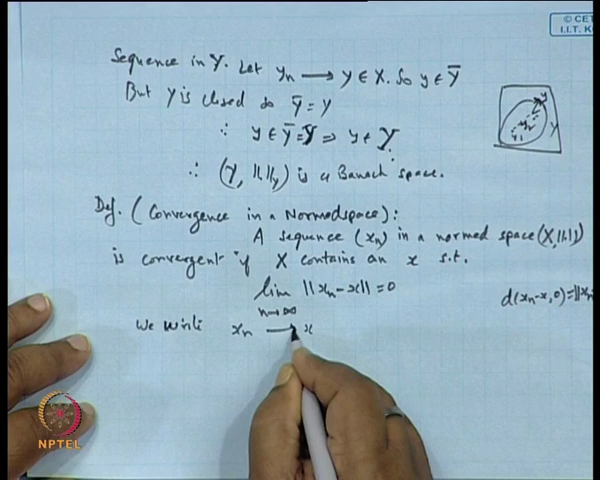 © CET
I.I.T. K
Sequence in Y. Let yn ⟶ y ∈ X. So y ∈ Ȳ
But Y is closed so Ȳ = Y
∴ y ∈ Ȳ = Y ⇒ y ∈ Y.
∴ (Y, ||.||Y) is a Banach space.
Def. (Convergence in a Normed space):
A sequence (xn) in a normed space (X, ||.||)
is convergent if X contains an x s.t.
lim ||xn − x|| = 0
n→∞
d(xn − x, 0) = ||xn
We write xn ⟶ x
NPTEL